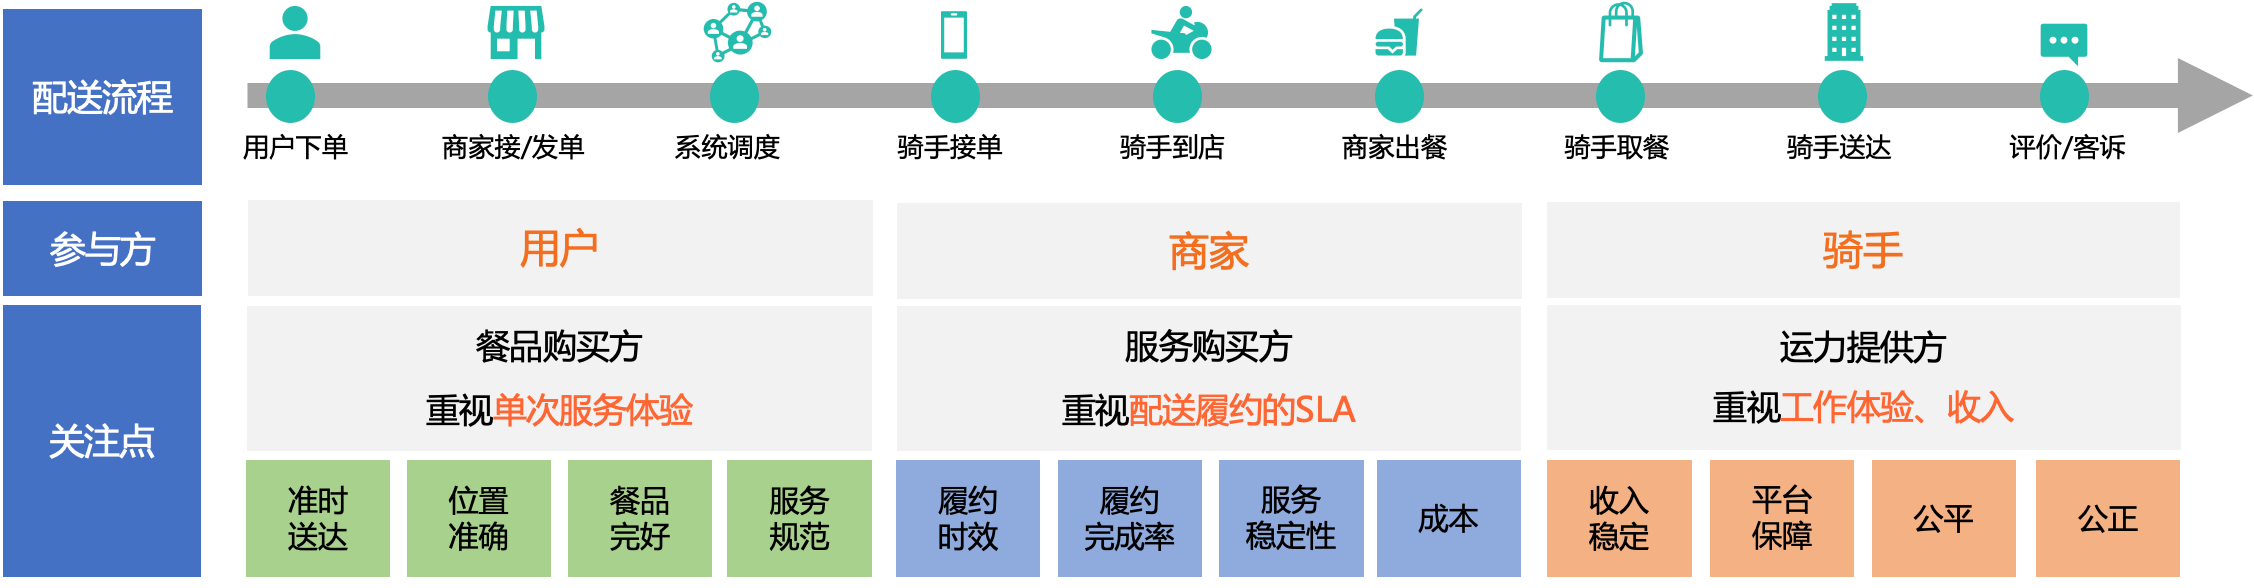 配送流程
用户下单
商家接/发单
系统调度
骑手接单
骑手到店
商家出餐
骑手取餐
骑手送达
评价/客诉
参与方
用户
商家
骑手
关注点
餐品购买方
重视单次服务体验
服务购买方
重视配送履约的SLA
运力提供方
重视工作体验、收入
准时
送达
位置
准确
餐品
完好
服务
规范
履约
时效
履约
完成率
服务
稳定性
成本
收入
稳定
平台
保障
公平
公正